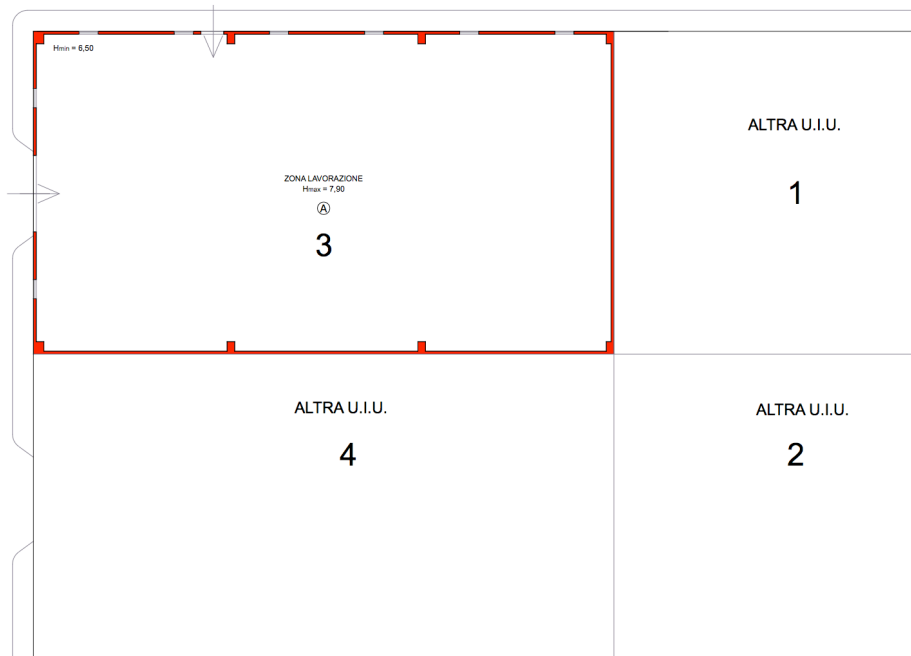 Hmin = 6,50
ALTRA U.I.U.
1
ZONA LAVORAZIONE
Hmax = 7,90
A
3
ALTRA U.I.U.
4
ALTRA U.I.U.
2